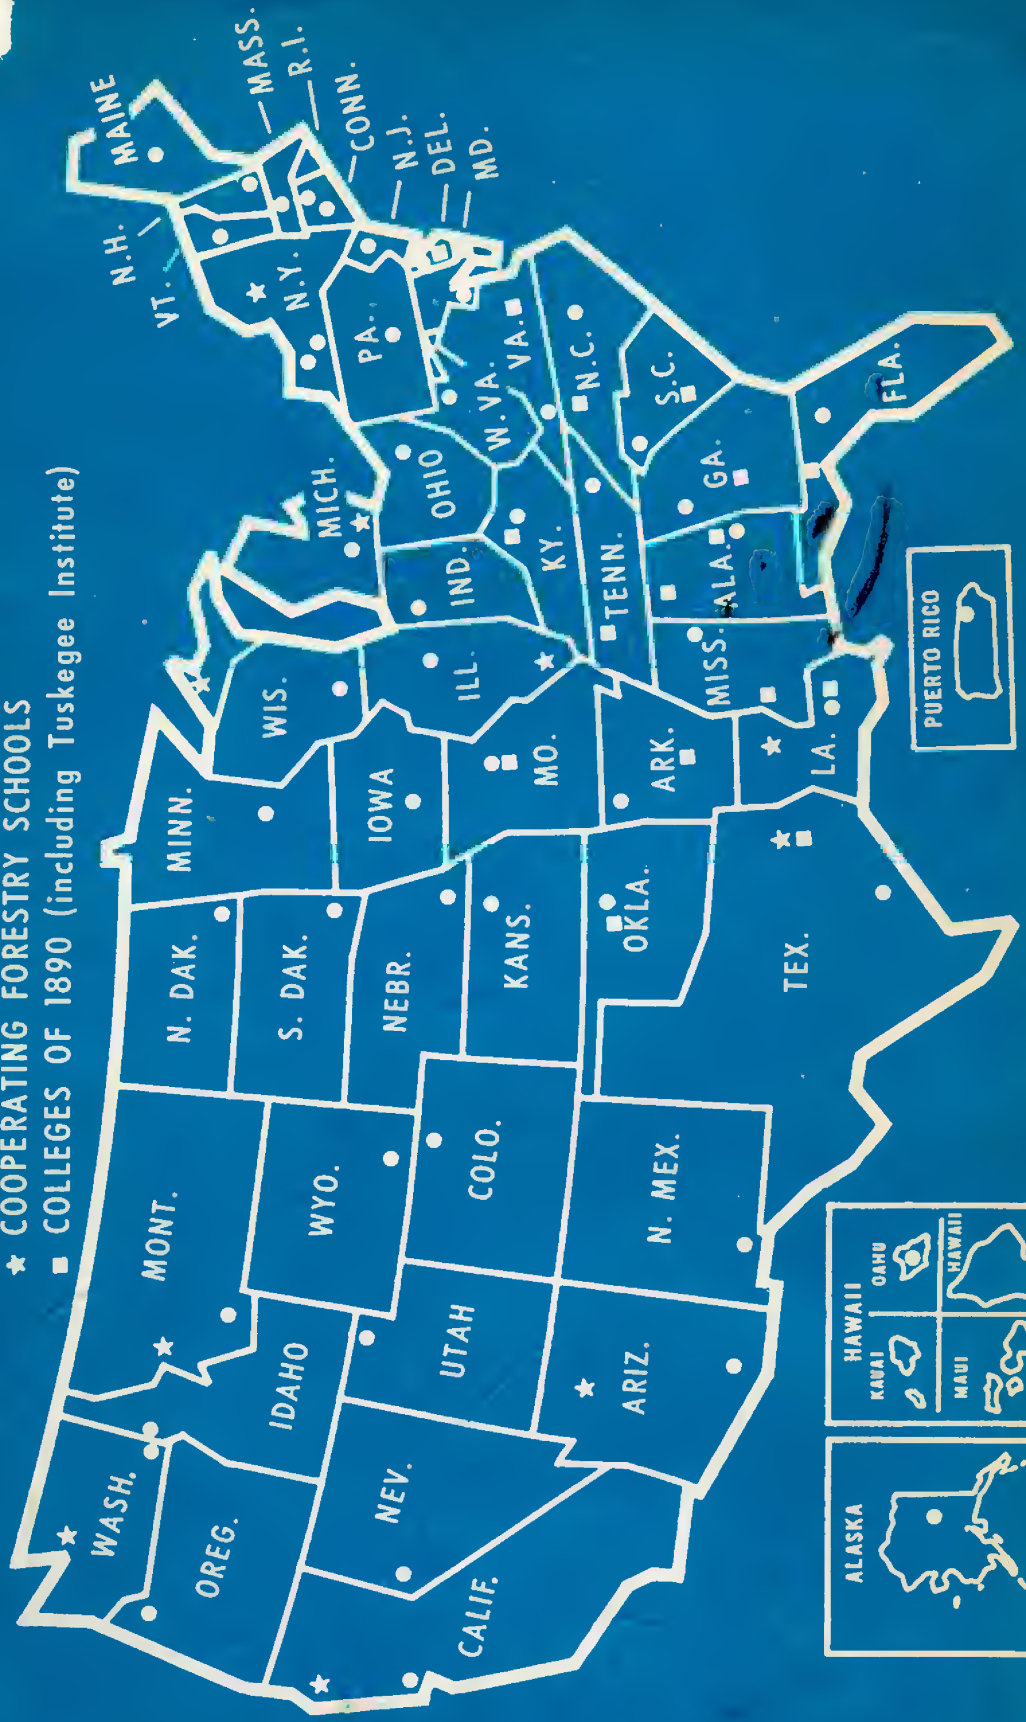 ★ COOPERATING FORESTRY SCHOOLS
■ COLLEGES OF 1890 (including Tuskegee Institute)
WASH.
OREG.
CALIF.
NEV.
IDAHO
MONT.
WYO.
UTAH
ARIZ.
COLO.
N. MEX.
N. DAK.
S. DAK.
NEBR.
KANS.
OKLA.
TEX.
MINN.
IOWA
MO.
ARK.
LA.
WIS.
ILL.
MICH.
IND.
OHIO
KY.
TENN.
MISS.
ALA.
GA.
FLA.
S.C.
N.C.
VA.
W. VA.
PA.
N.Y.
VT.
N.H.
MAINE
MASS.
R.I.
CONN.
N.J.
DEL.
MD.
ALASKA
HAWAII
KAUAI
OAHU
MAUI
HAWAII
PUERTO RICO